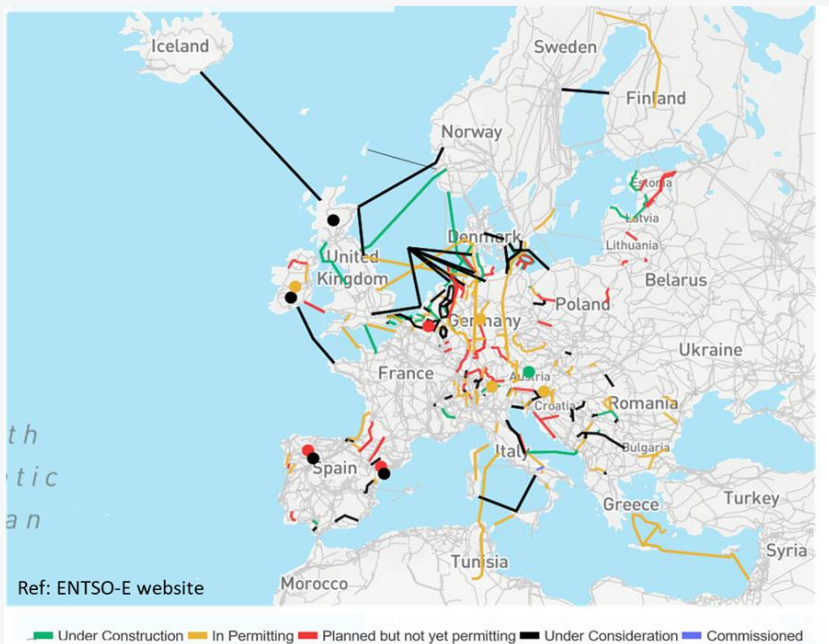 Iceland
Sweden
Finland
Norway
Estonia
Latvia
Denmark
Lithuania
United
Kingdom
Belarus
Poland
Germany
Ukraine
France
Austria
Croatia
Romania
th
Italy
Bulgaria
tic
Spain
Turkey
Greece
an
Syria
Tunisia
Ref: ENTSO-E website
Morocco
Under Construction In Permitting Planned but not yet permitting Under Consideration Commissioned